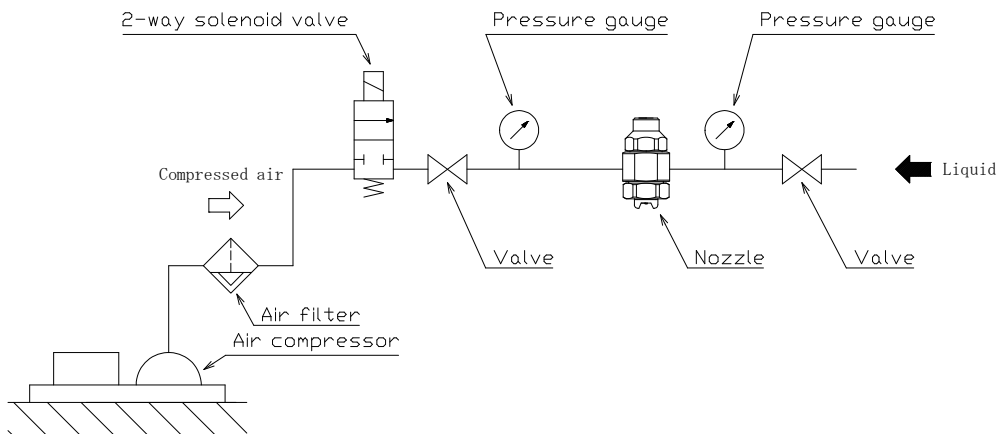 2-way solenoid valve
Pressure gauge
Pressure gauge
Compressed air
Liquid
Valve
Nozzle
Valve
Air filter
Air compressor